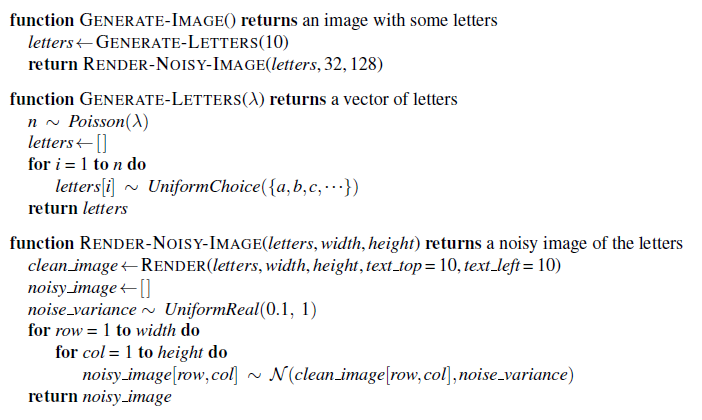 function GENERATE-IMAGE() returns an image with some letters
letters ← GENERATE-LETTERS(10)
return RENDER-NOISY-IMAGE(letters, 32, 128)
function GENERATE-LETTERS(λ) returns a vector of letters
n ∼ Poisson(λ)
letters ← [ ]
for i = 1 to n do
letters[i] ∼ UniformChoice({a, b, c, ···})
return letters
function RENDER-NOISY-IMAGE(letters, width, height) returns a noisy image of the letters
clean_image ← RENDER(letters, width, height, text_top = 10, text_left = 10)
noisy_image ← [ ]
noise_variance ∼ UniformReal(0.1, 1)
for row = 1 to width do
for col = 1 to height do
noisy_image[row, col] ∼ N(clean_image[row, col], noise_variance)
return noisy_image